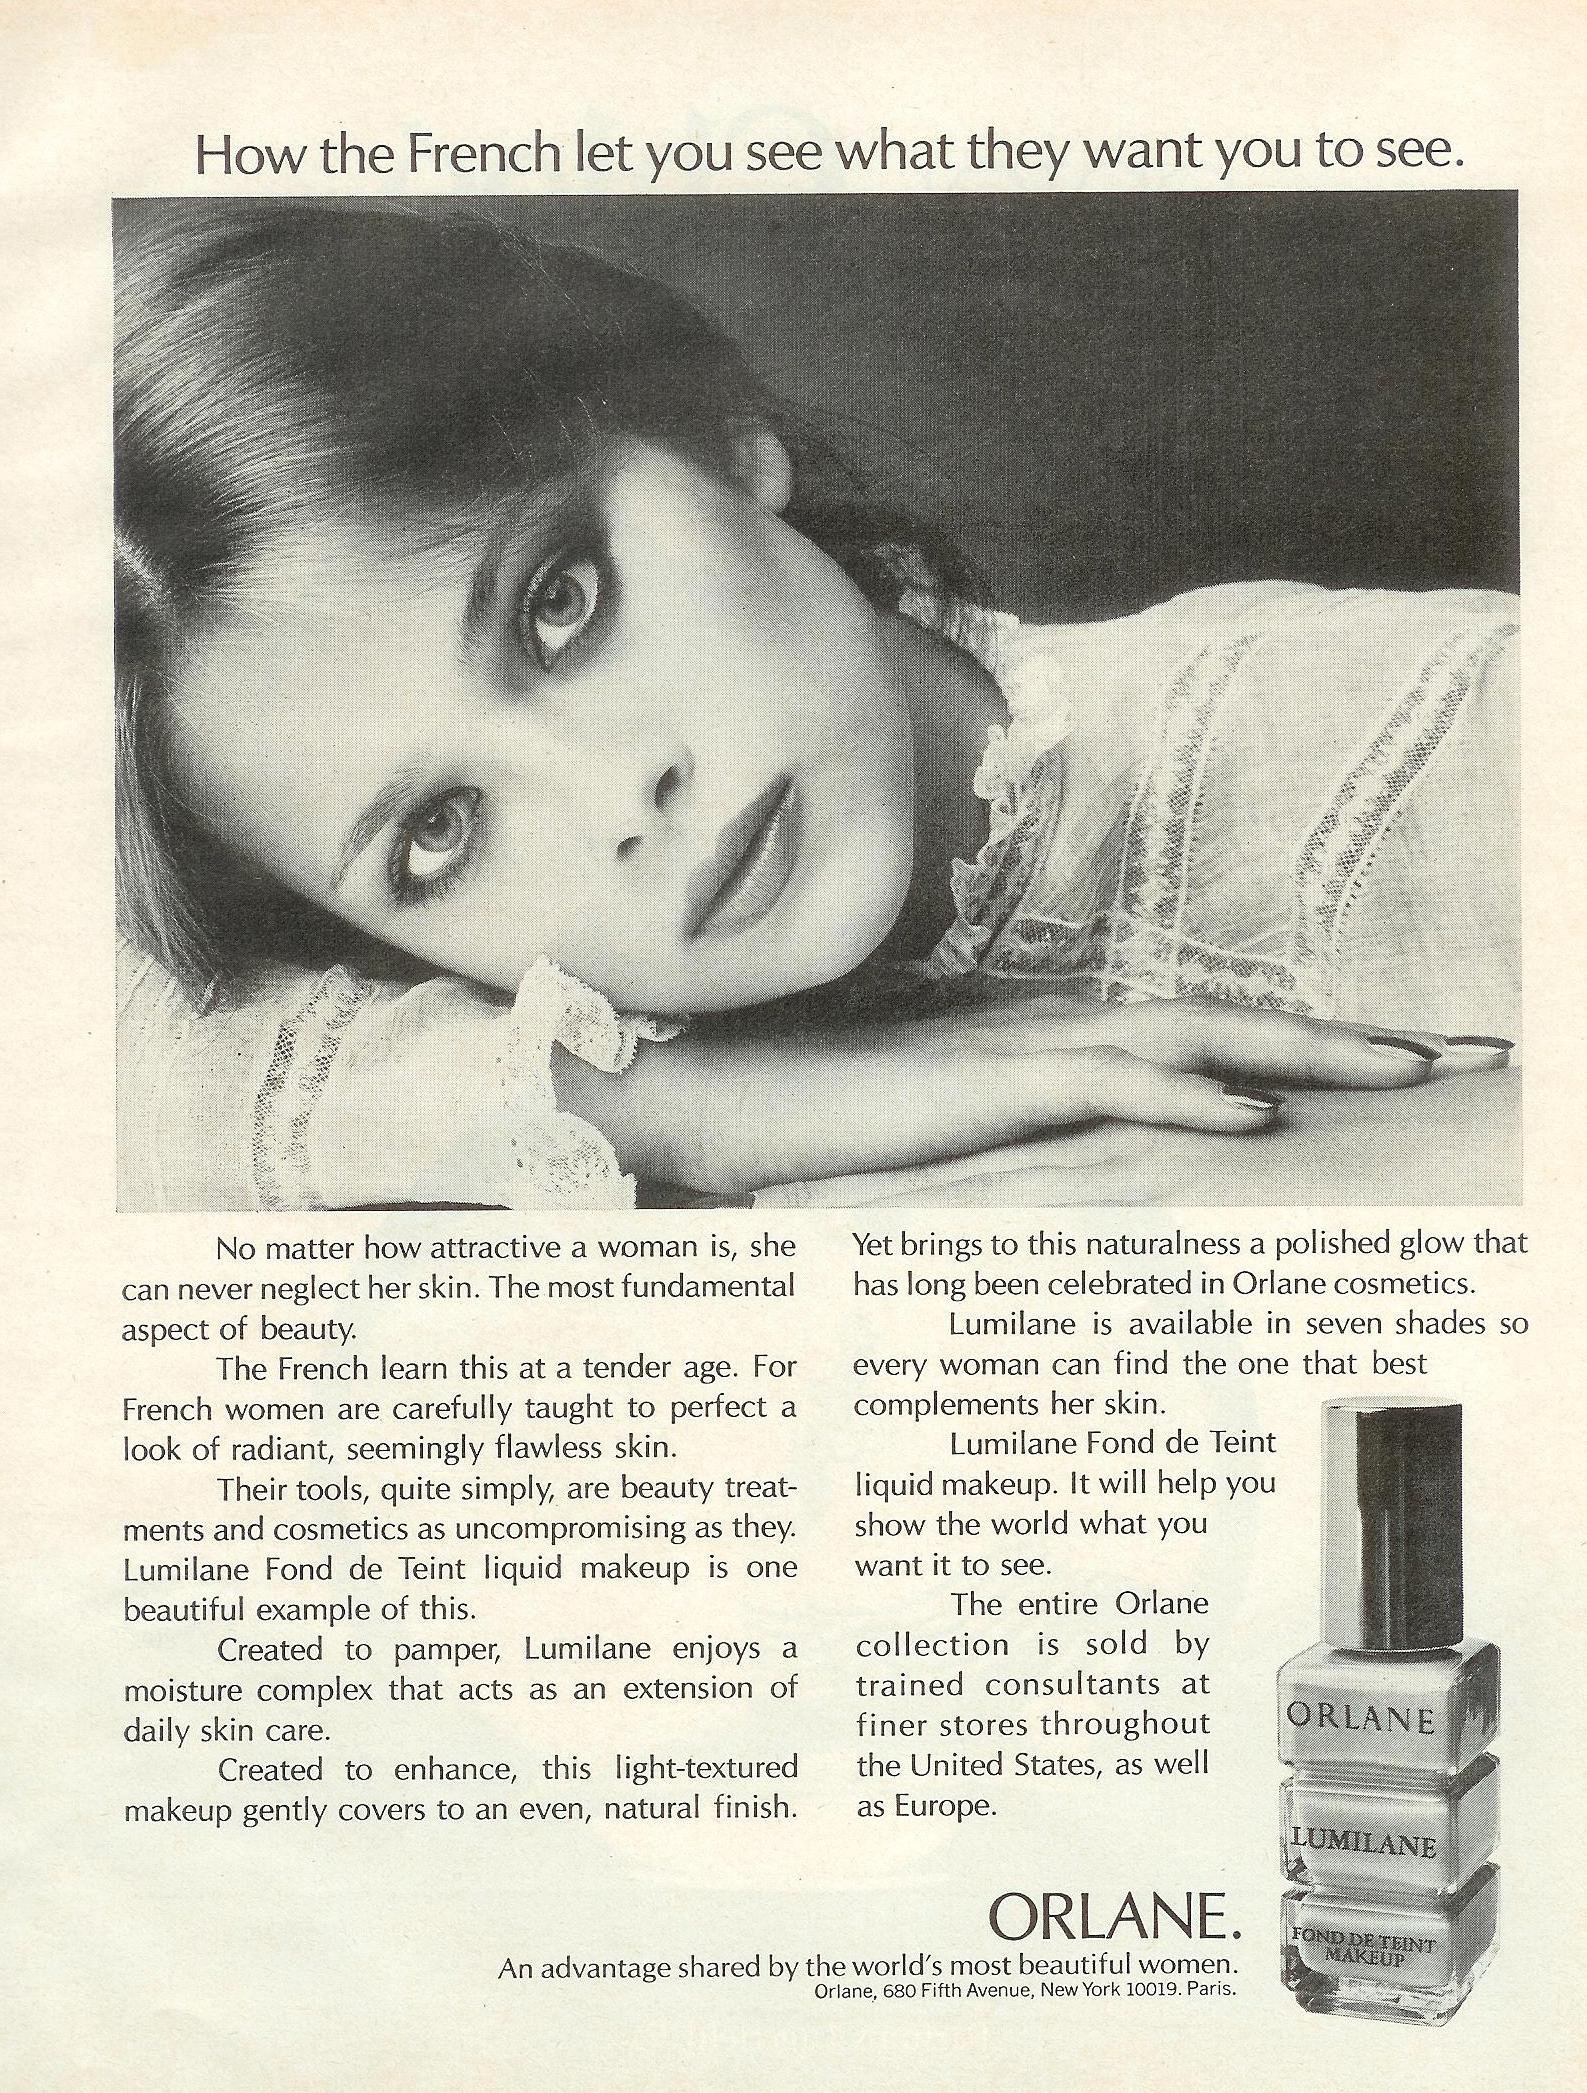 How the French let you see what they want you to see.
No matter how attractive a woman is, she
can never neglect her skin. The most fundamental
aspect of beauty.
The French learn this at a tender age. For
French women are carefully taught to perfect a
look of radiant, seemingly flawless skin.
Their tools, quite simply, are beauty treat-
ments and cosmetics as uncompromising as they.
Lumilane Fond de Teint liquid makeup is one
beautiful example of this.
Created to pamper, Lumilane enjoys a
moisture complex that acts as an extension of
daily skin care.
Created to enhance, this light-textured
makeup gently covers to an even, natural finish.
Yet brings to this naturalness a polished glow that
has long been celebrated in Orlane cosmetics.
Lumilane is available in seven shades so
every woman can find the one that best
complements her skin.
Lumilane Fond de Teint
liquid makeup. It will help you
show the world what you
want it to see.
The entire Orlane
collection is sold by
trained consultants at
finer stores throughout
the United States, as well
as Europe.
ORLANE
LUMILANE
FOND DE TEINT
MAKEUP
ORLANE.
An advantage shared by the world's most beautiful women.
Orlane, 680 Fifth Avenue, New York 10019. Paris.